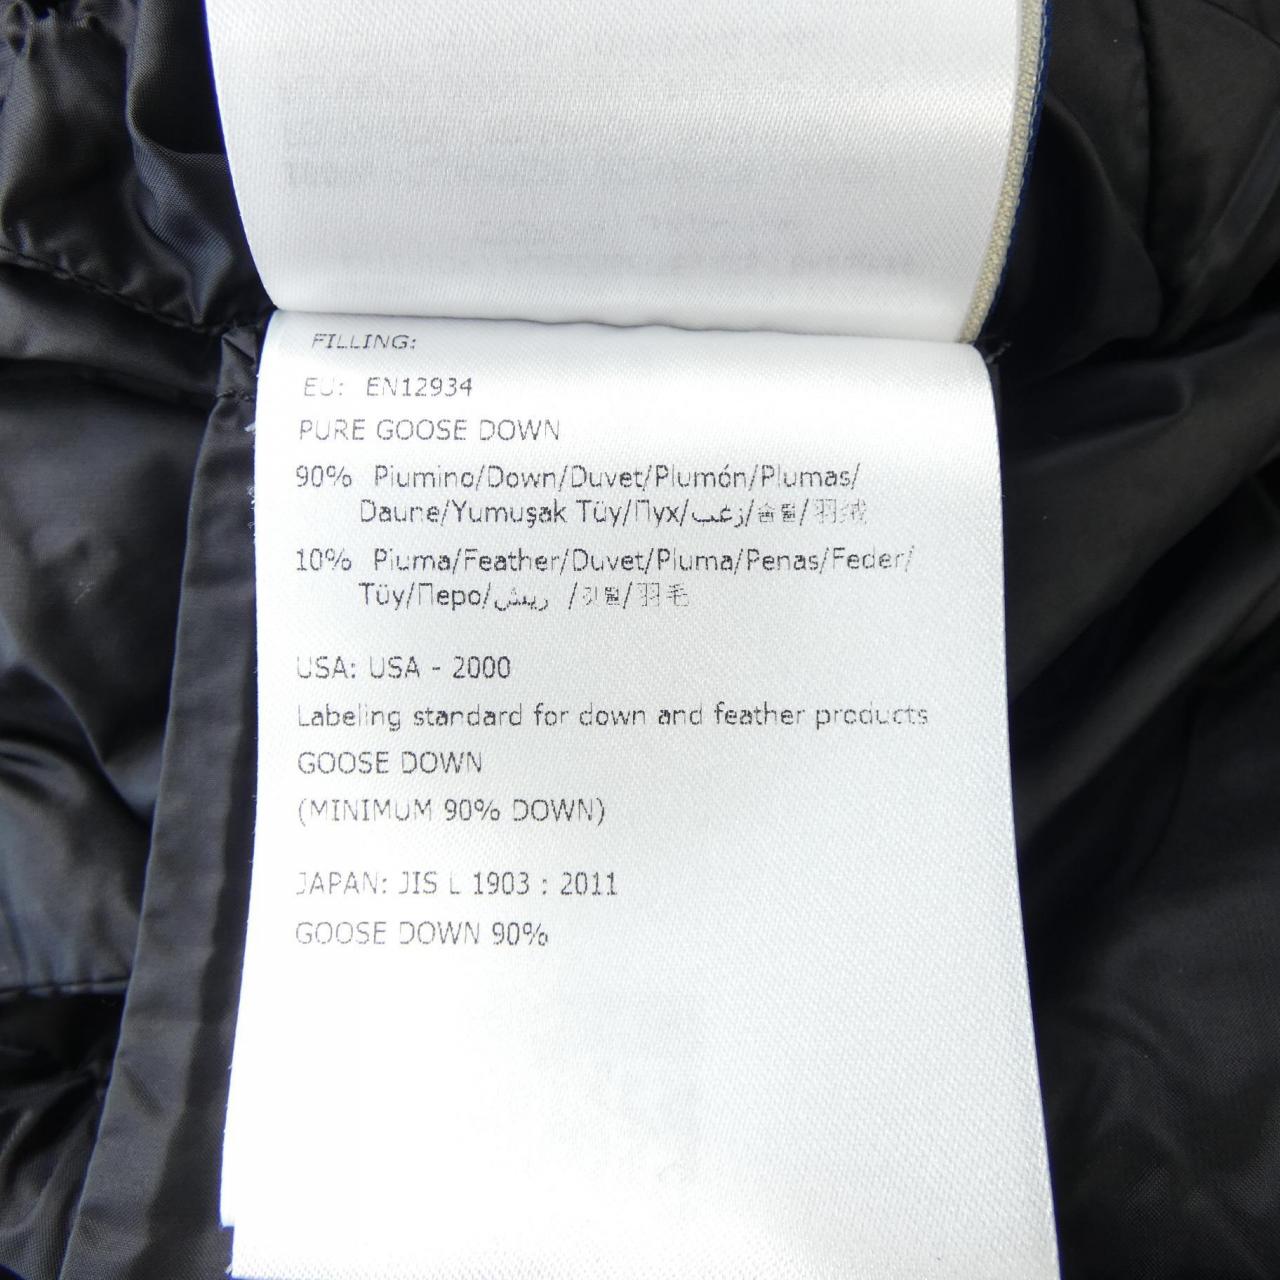 FILLING:
EU: EN12934
PURE GOOSE DOWN
90% Piumino/Down/Duvet/Plumón/Plumas/
Daune/Yumuşak Tüy/Пух/زغب/솜털/羽绒
10% Piuma/Feather/Duvet/Pluma/Penas/Feder/
Tüy/Перо/ريش /깃털/羽毛
USA: USA - 2000
Labeling standard for down and feather products
GOOSE DOWN
(MINIMUM 90% DOWN)
JAPAN: JIS L 1903 : 2011
GOOSE DOWN 90%